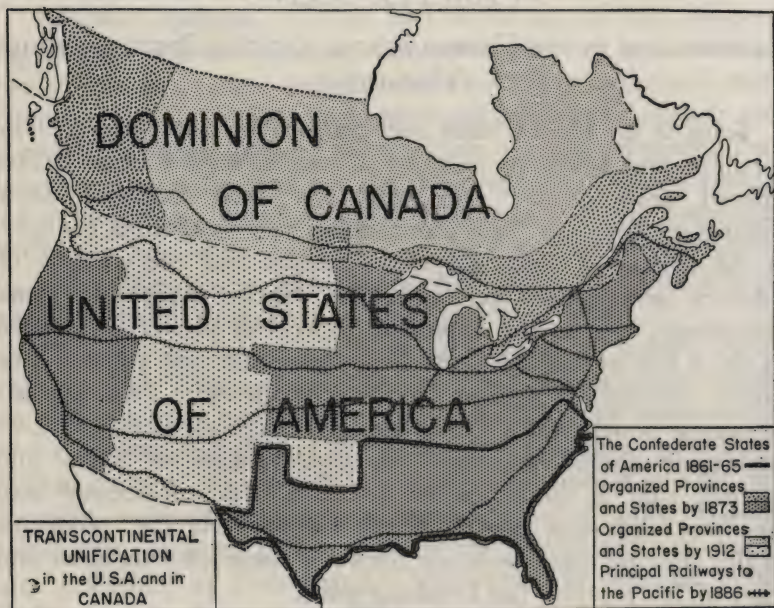 DOMINION
OF CANADA
UNITED STATES
OF AMERICA
TRANSCONTINENTAL
UNIFICATION
in the U.S.A. and in
CANADA
The Confederate States
of América 1861-65
Organized Provinces
and States by 1873
Organized Provinces
and States by 1912
Principal Railways to
the Pacific by 1886